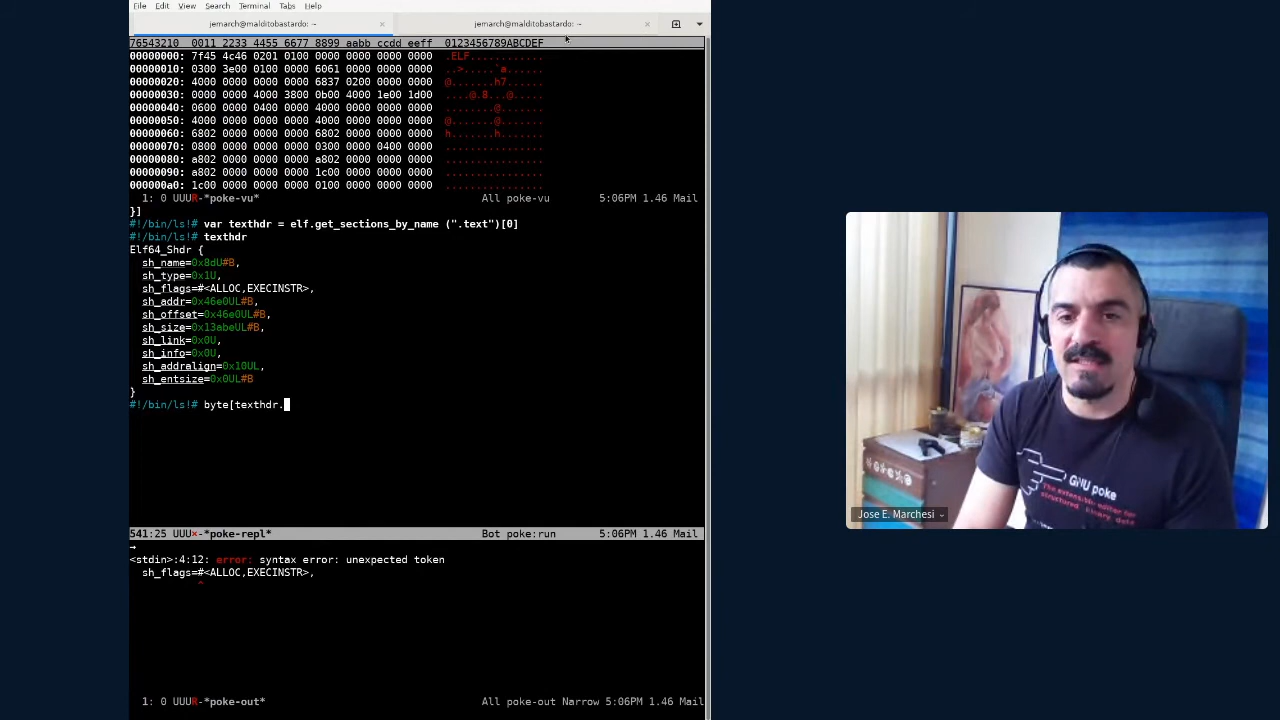 File Edit View Search Terminal Tabs Help
jemarch@malditobastardo: ~ × jemarch@malditobastardo: ~ ×
76543210 0011 2233 4455 6677 8899 aabb ccdd eeff 0123456789ABCDEF
00000000: 7f45 4c46 0201 0100 0000 0000 0000 0000 .ELF............
00000010: 0300 3e00 0100 0000 6061 0000 0000 0000 ..>.....`a......
00000020: 4000 0000 0000 0000 6837 0200 0000 0000 @.......h7......
00000030: 0000 0000 4000 3800 0b00 4000 1e00 1d00 ....@.8...@.....
00000040: 0600 0000 0400 0000 4000 0000 0000 0000 ........@.......
00000050: 4000 0000 0000 0000 4000 0000 0000 0000 @.......@.......
00000060: 6802 0000 0000 0000 6802 0000 0000 0000 h.......h.......
00000070: 0800 0000 0000 0000 0300 0000 0400 0000 ................
00000080: a802 0000 0000 0000 a802 0000 0000 0000 ................
00000090: a802 0000 0000 0000 1c00 0000 0000 0000 ................
000000a0: 1c00 0000 0000 0000 0100 0000 0000 0000 ................
1: 0 UUUR-*poke-vu* All poke-vu 5:06PM 1.46 Mail
}]
#!/bin/ls!# var texthdr = elf.get_sections_by_name (".text")[0]
#!/bin/ls!# texthdr
Elf64_Shdr {
sh_name=0x8dU#B,
sh_type=0x1U,
sh_flags=#<ALLOC,EXECINSTR>,
sh_addr=0x46e0UL#B,
sh_offset=0x46e0UL#B,
sh_size=0x13abeUL#B,
sh_link=0x0U,
sh_info=0x0U,
sh_addralign=0x10UL,
sh_entsize=0x0UL#B
}
#!/bin/ls!# byte[texthdr.
541:25 UUU×-*poke-repl* Bot poke:run 5:06PM 1.46 Mail
→
<stdin>:4:12: error: syntax error: unexpected token
sh_flags=#<ALLOC,EXECINSTR>,
^
1: 0 UUUR-*poke-out* All poke-out Narrow 5:06PM 1.46 Mail
GNU poke
The extensible editor for
structured binary data
Jose E. Marchesi